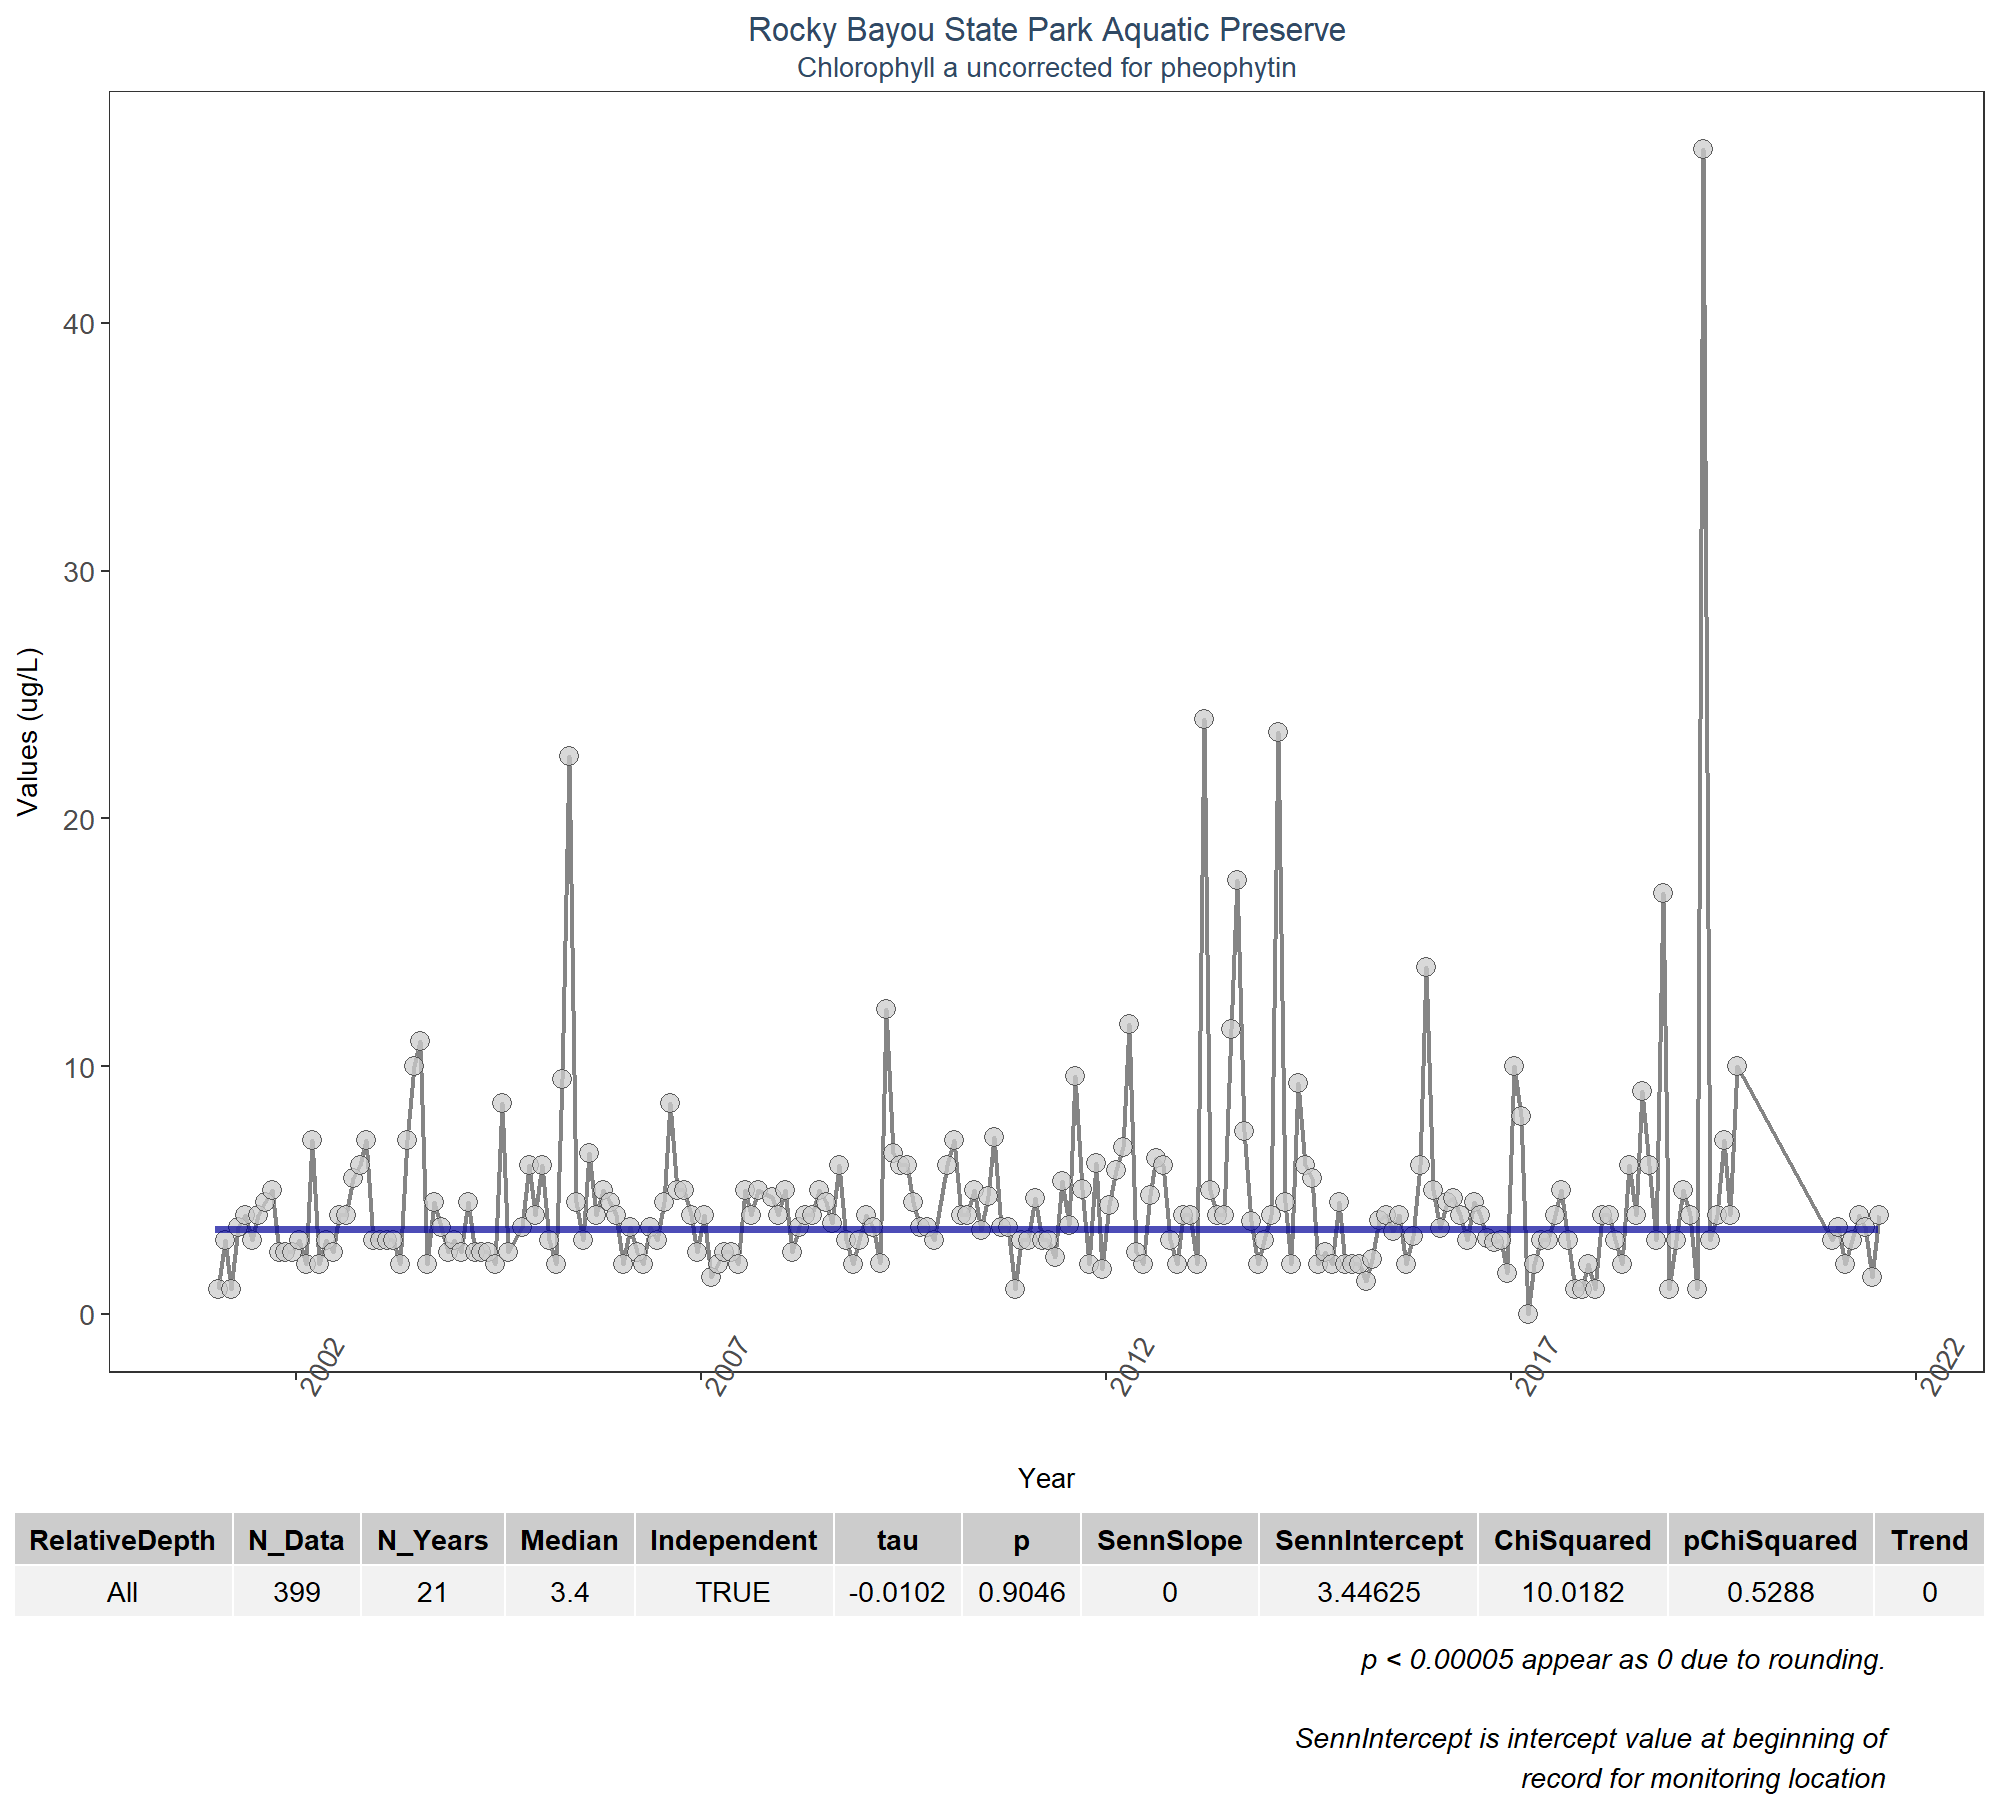 Rocky Bayou State Park Aquatic Preserve
Chlorophyll a uncorrected for pheophytin
Values (ug/L)
40
30
20
10
0
2002 2007 2012 2017 2022
Year
RelativeDepth N_Data N_Years Median Independent tau p SennSlope SennIntercept ChiSquared pChiSquared Trend
All 399 21 3.4 TRUE -0.0102 0.9046 0 3.44625 10.0182 0.5288 0
p < 0.00005 appear as 0 due to rounding.
SennIntercept is intercept value at beginning of
record for monitoring location